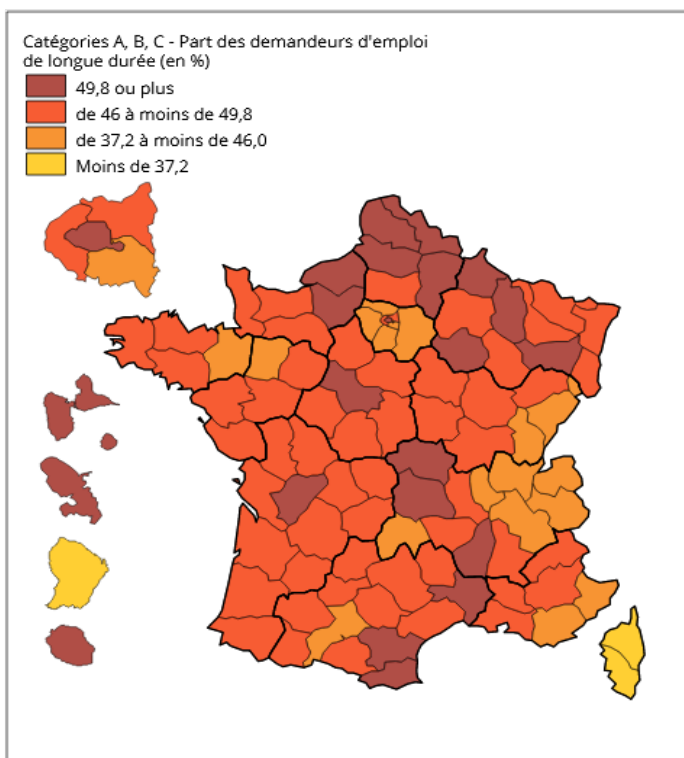 Catégories A, B, C - Part des demandeurs d'emploi
de longue durée (en %)
49,8 ou plus
de 46 à moins de 49,8
de 37,2 à moins de 46,0
Moins de 37,2